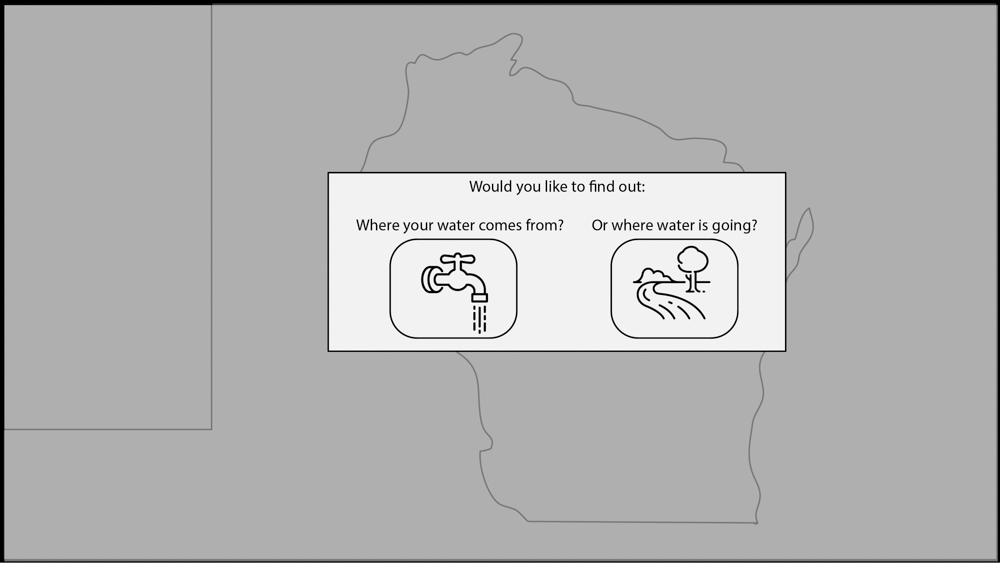 Would you like to find out:
Where your water comes from?
Or where water is going?